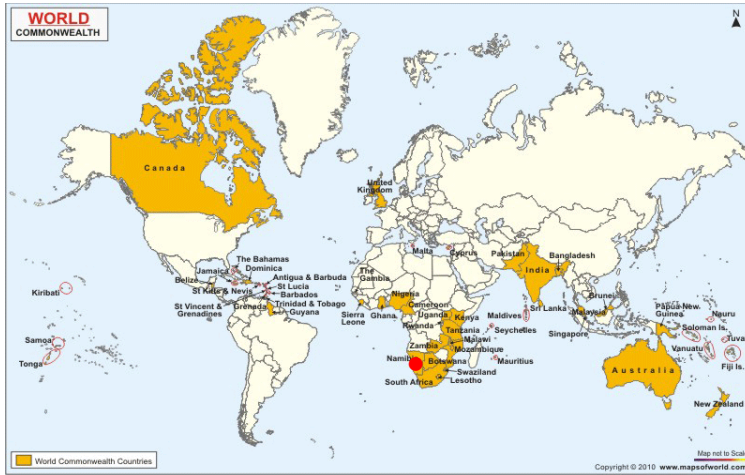 WORLD
COMMONWEALTH
N
Canada
United
Kingdom
Malta
Cyprus
Pakistan
Bangladesh
India
The Bahamas
Jamaica
Dominica
Belize
Antigua & Barbuda
St Kitts & Nevis
St Lucia
Barbados
St Vincent &
Grenadines
Grenada
Trinidad & Tobago
Guyana
Kiribati
Samoa
Tonga
The
Gambia
Sierra
Leone
Ghana
Nigeria
Cameroon
Uganda
Kenya
Rwanda
Tanzania
Malawi
Zambia
Mozambique
Namib
Botswana
Swaziland
South Africa
Lesotho
Maldives
Seychelles
Mauritius
Sri Lanka
Brunei
Malaysia
Singapore
Papua New
Guinea
Nauru
Soloman Is.
Tuva
Vanuatu
Fiji Is.
Australia
New Zealand
World Commonwealth Countries
Map not to Scal
Copyright © 2010 www.mapsofworld.com